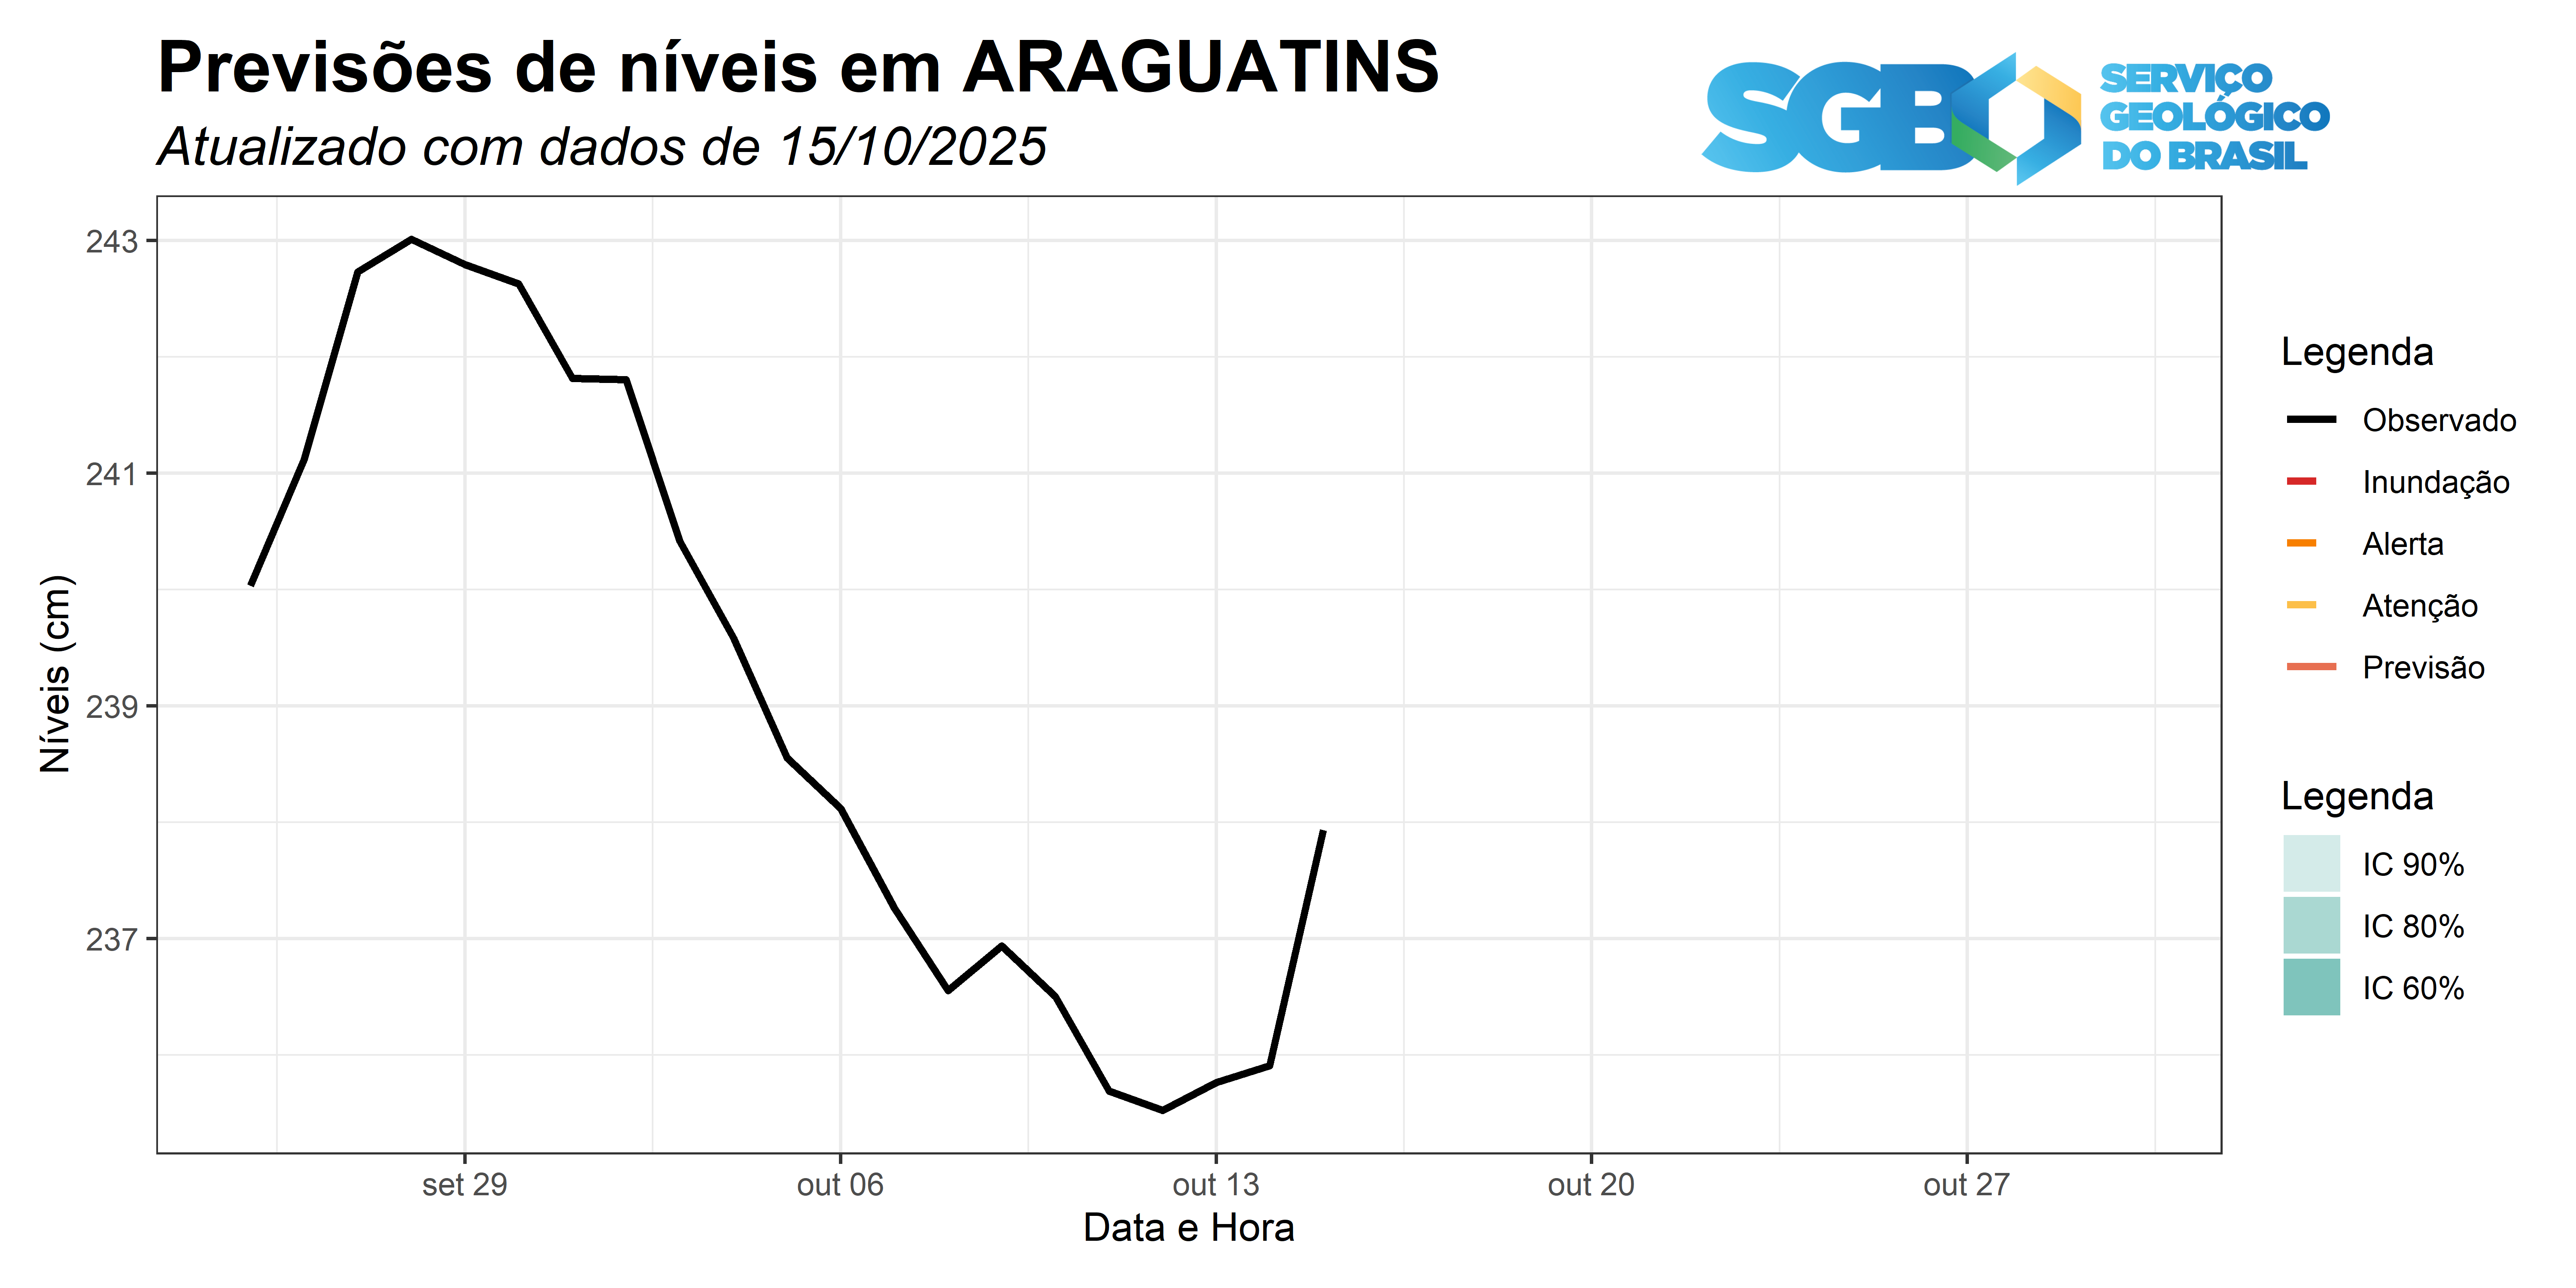 Previsões de níveis em ARAGUATINS
Atualizado com dados de 15/10/2025
SGB
SERVIÇO
GEOLÓGICO
DO BRASIL
243
241
239
237
Níveis (cm)
set 29
out 06
out 13
out 20
out 27
Data e Hora
Legenda
Observado
Inundação
Alerta
Atenção
Previsão
Legenda
IC 90%
IC 80%
IC 60%